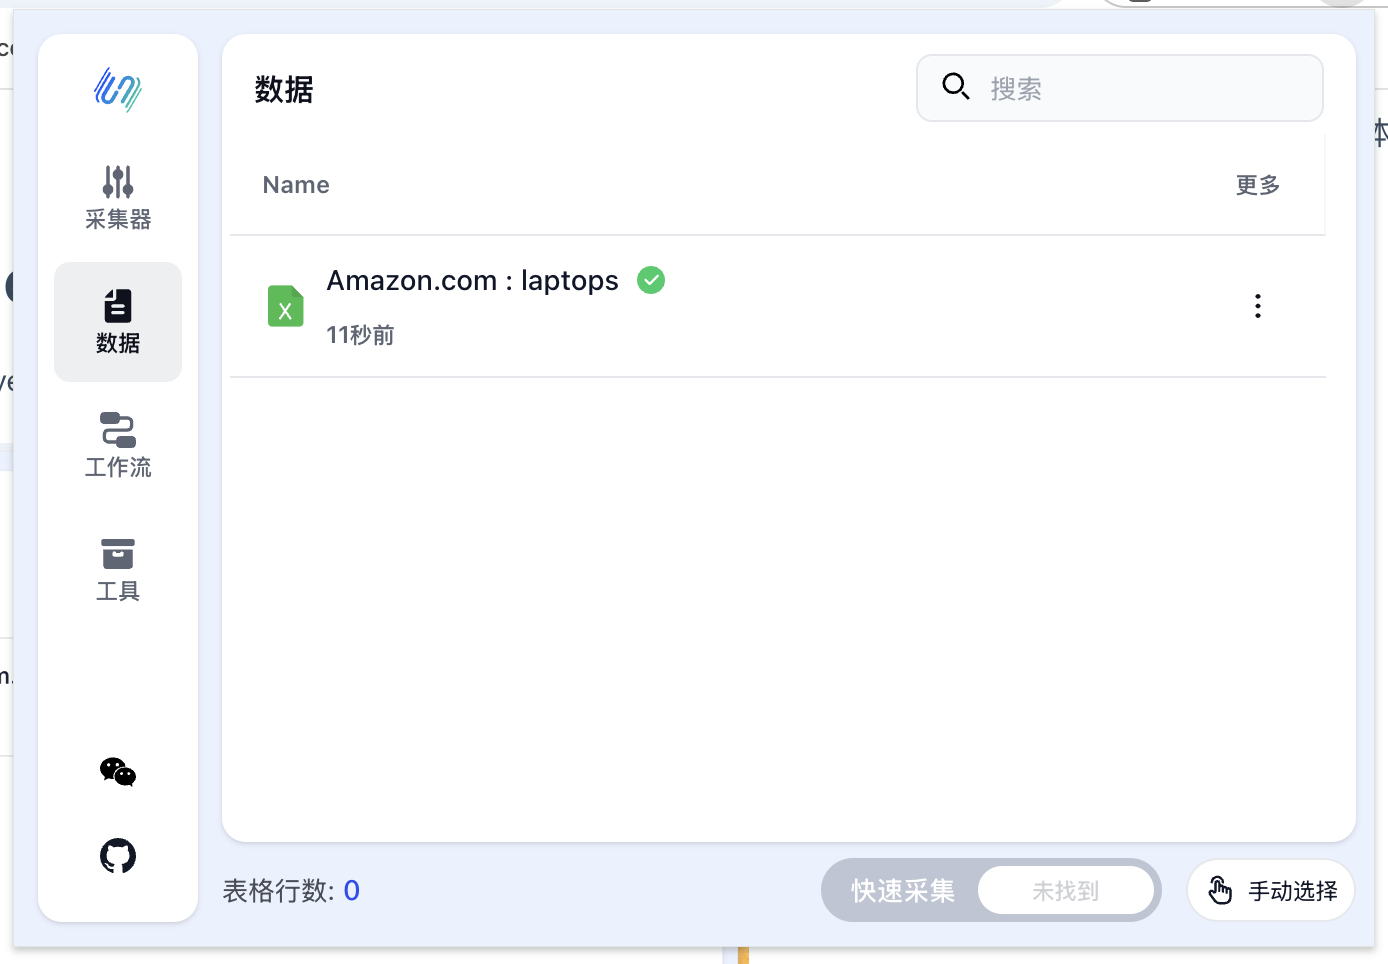 数据
搜索
Name
更多
Amazon.com : laptops
11秒前
采集器
数据
工作流
工具
表格行数: 0
快速采集
未找到
手动选择